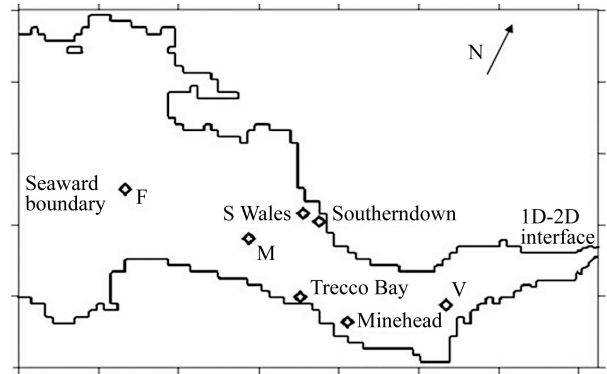 N
Seaward
boundary
F
S Wales
Southerndown
1D-2D
interface
M
Trecco Bay
V
Minehead